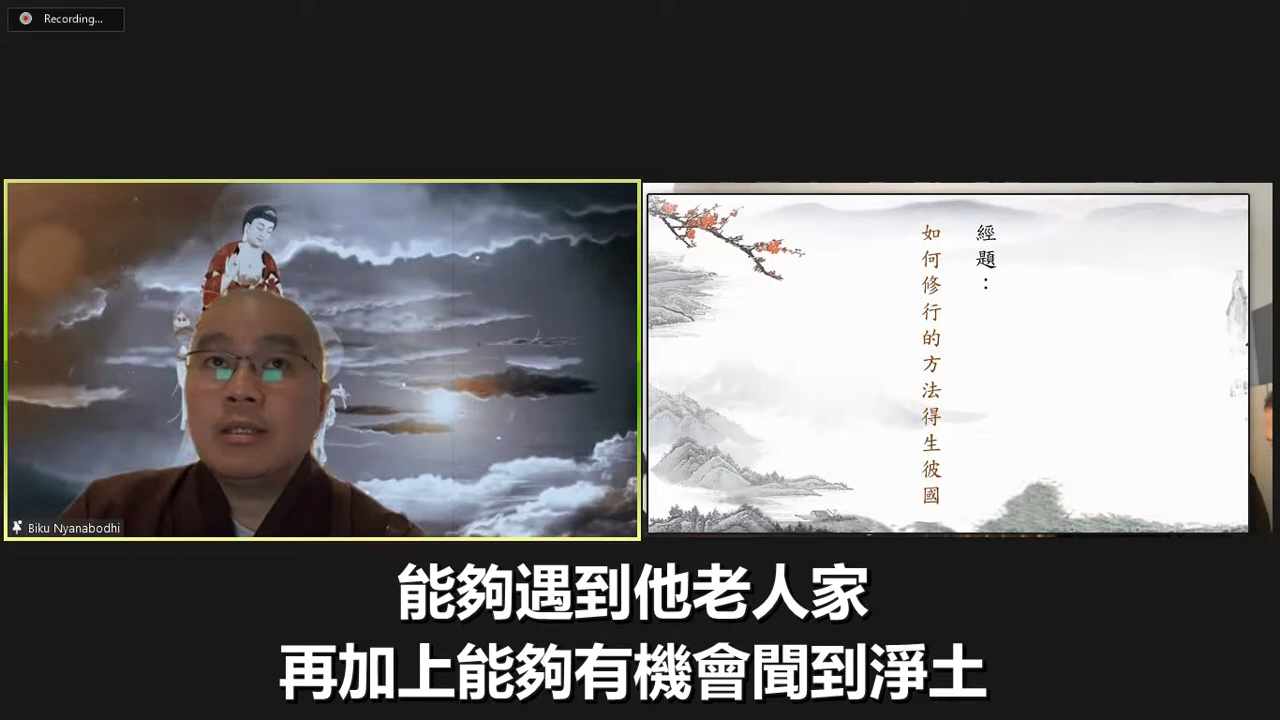 Recording...
經題：
如何修行的方法得生彼國
Biku Nyanabodhi
能夠遇到他老人家
再加上能夠有機會聞到淨土